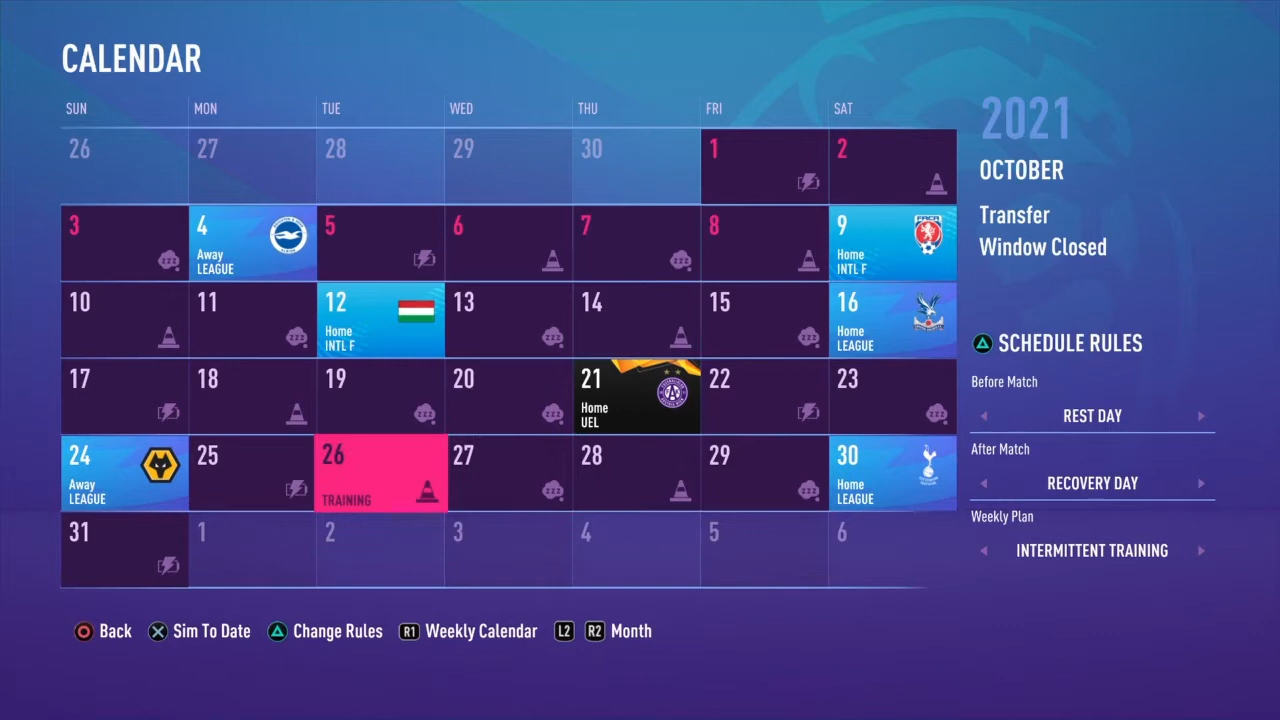 CALENDAR
SUN MON TUE WED THU FRI SAT
26 27 28 29 30 1 2
3 4 5 6 7 8 9
Away
LEAGUE
Home
INTL F
10 11 12 13 14 15 16
Home
INTL F
Home
LEAGUE
17 18 19 20 21 22 23
Home
UEL
24 25 26 27 28 29 30
Away
LEAGUE
TRAINING
Home
LEAGUE
31 1 2 3 4 5 6
2021
OCTOBER
Transfer
Window Closed
SCHEDULE RULES
Before Match
REST DAY
After Match
RECOVERY DAY
Weekly Plan
INTERMITTENT TRAINING
Back Sim To Date Change Rules R1 Weekly Calendar L2 R2 Month